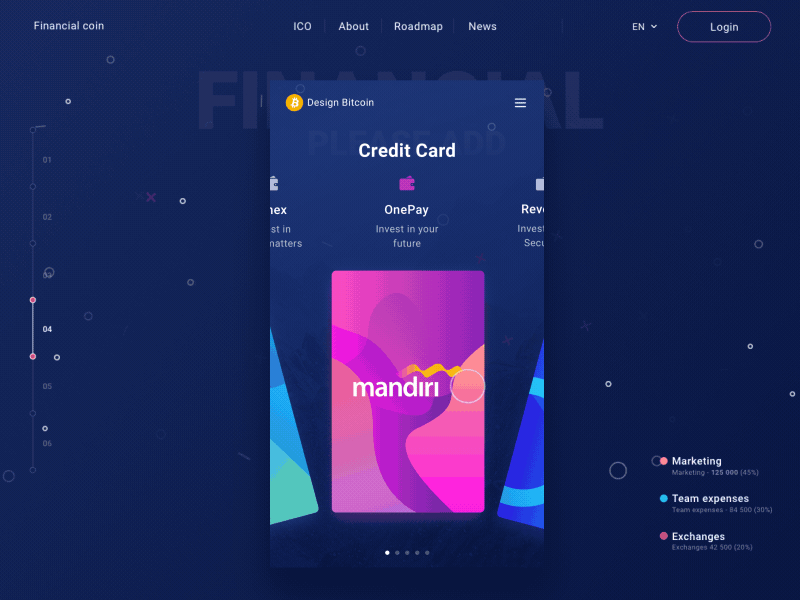 Financial coin
ICO
About
Roadmap
News
EN
Login
FINANCIAL
Design Bitcoin
PLEASE ADD
Credit Card
nex
OnePay
Rev
st in
matters
Invest in your
future
Invest
Secu
mandırı
01
02
03
04
05
06
Marketing
Marketing - 125 000 (45%)
Team expenses
Team expenses - 84 500 (30%)
Exchanges
Exchanges 42 500 (20%)